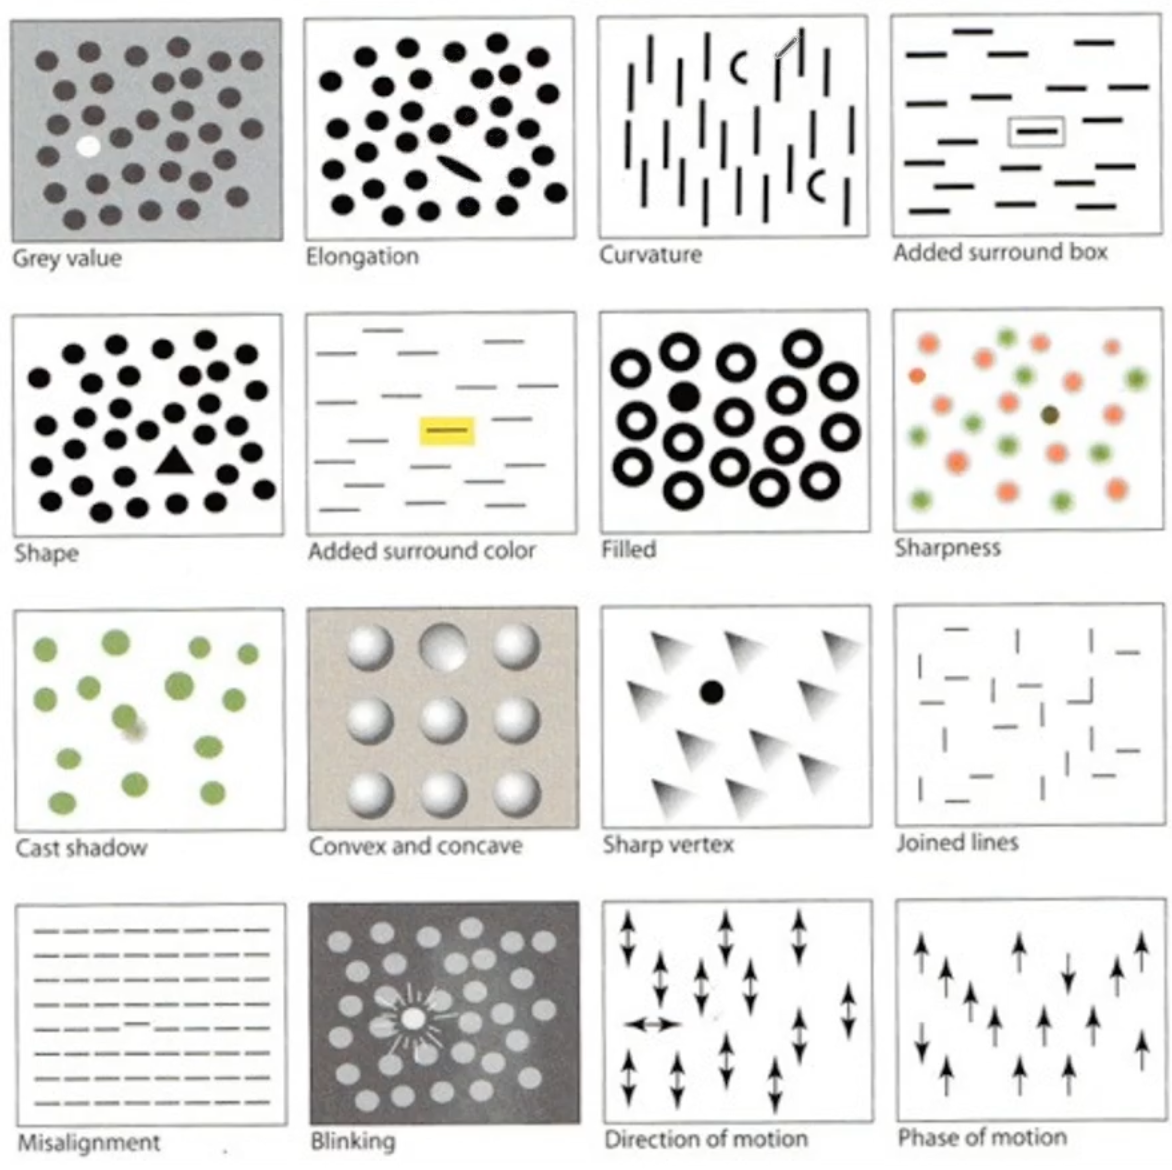 Grey value
Elongation
Curvature
Added surround box
Shape
Added surround color
Filled
Sharpness
Cast shadow
Convex and concave
Sharp vertex
Joined lines
Misalignment
Blinking
Direction of motion
Phase of motion